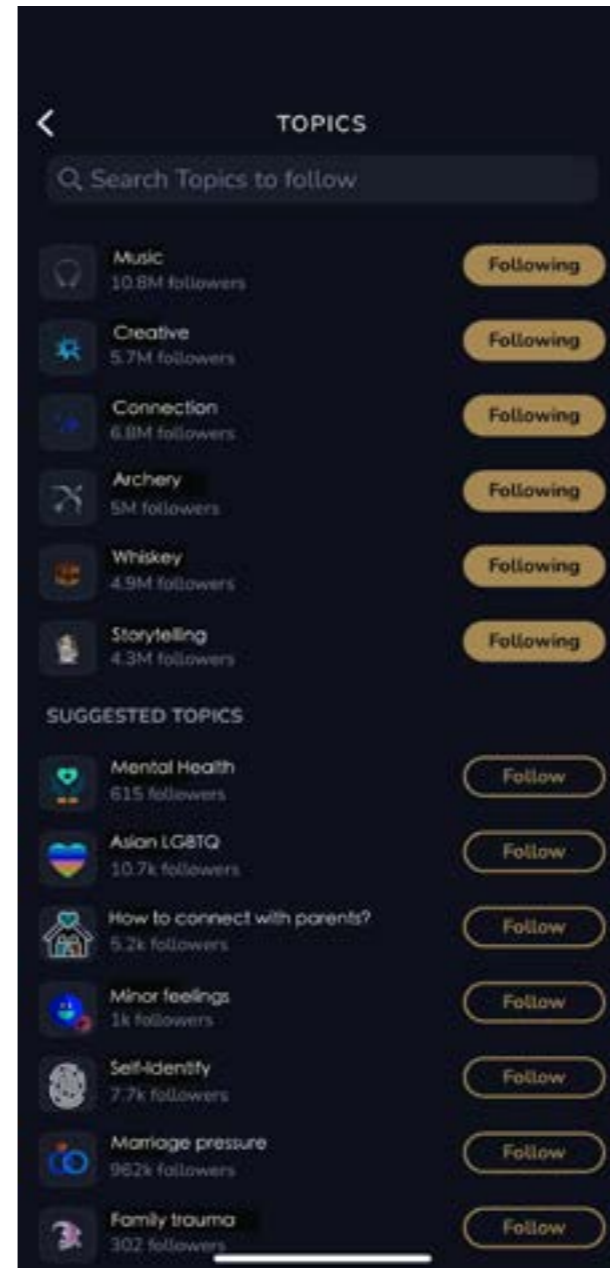 TOPICS
Search Topics to follow
Music
Following
10.8M followers
Creative
Following
5.7M followers
Connection
Following
6.8M followers
Archery
Following
5M followers
Whiskey
Following
4.9M followers
Storytelling
Following
4.3M followers
SUGGESTED TOPICS
Mental Health
Follow
615 followers
Asian LGBTQ
Follow
10.7k followers
How to connect with parents?
Follow
5.2k followers
Minor feelings
Follow
1k followers
Self-Identify
Follow
7.7k followers
Marriage pressure
Follow
962k followers
Family trauma
Follow
302 followers